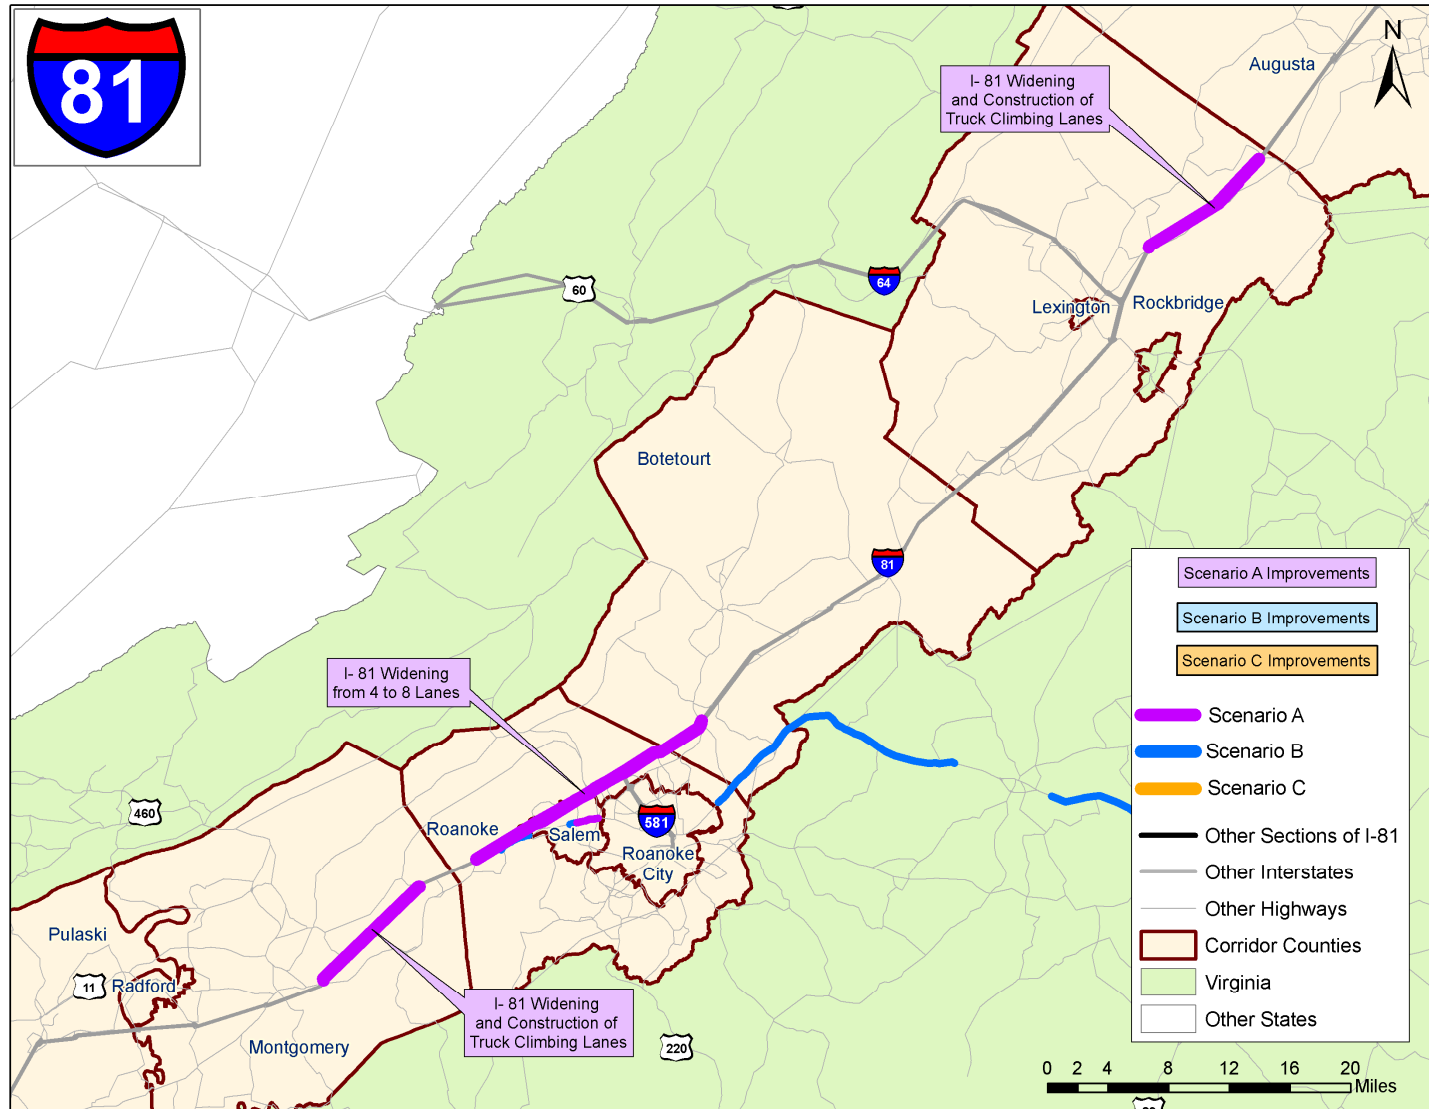 81
N
Augusta
I- 81 Widening
and Construction of
Truck Climbing Lanes
64
60
Lexington
Rockbridge
Botetourt
81
I- 81 Widening
from 4 to 8 Lanes
460
Roanoke
Salem
581
Roanoke
City
Pulaski
11
Radford
I- 81 Widening
and Construction of
Truck Climbing Lanes
Montgomery
220
Scenario A Improvements
Scenario B Improvements
Scenario C Improvements
Scenario A
Scenario B
Scenario C
Other Sections of I-81
Other Interstates
Other Highways
Corridor Counties
Virginia
Other States
0 2 4 8 12 16 20
Miles